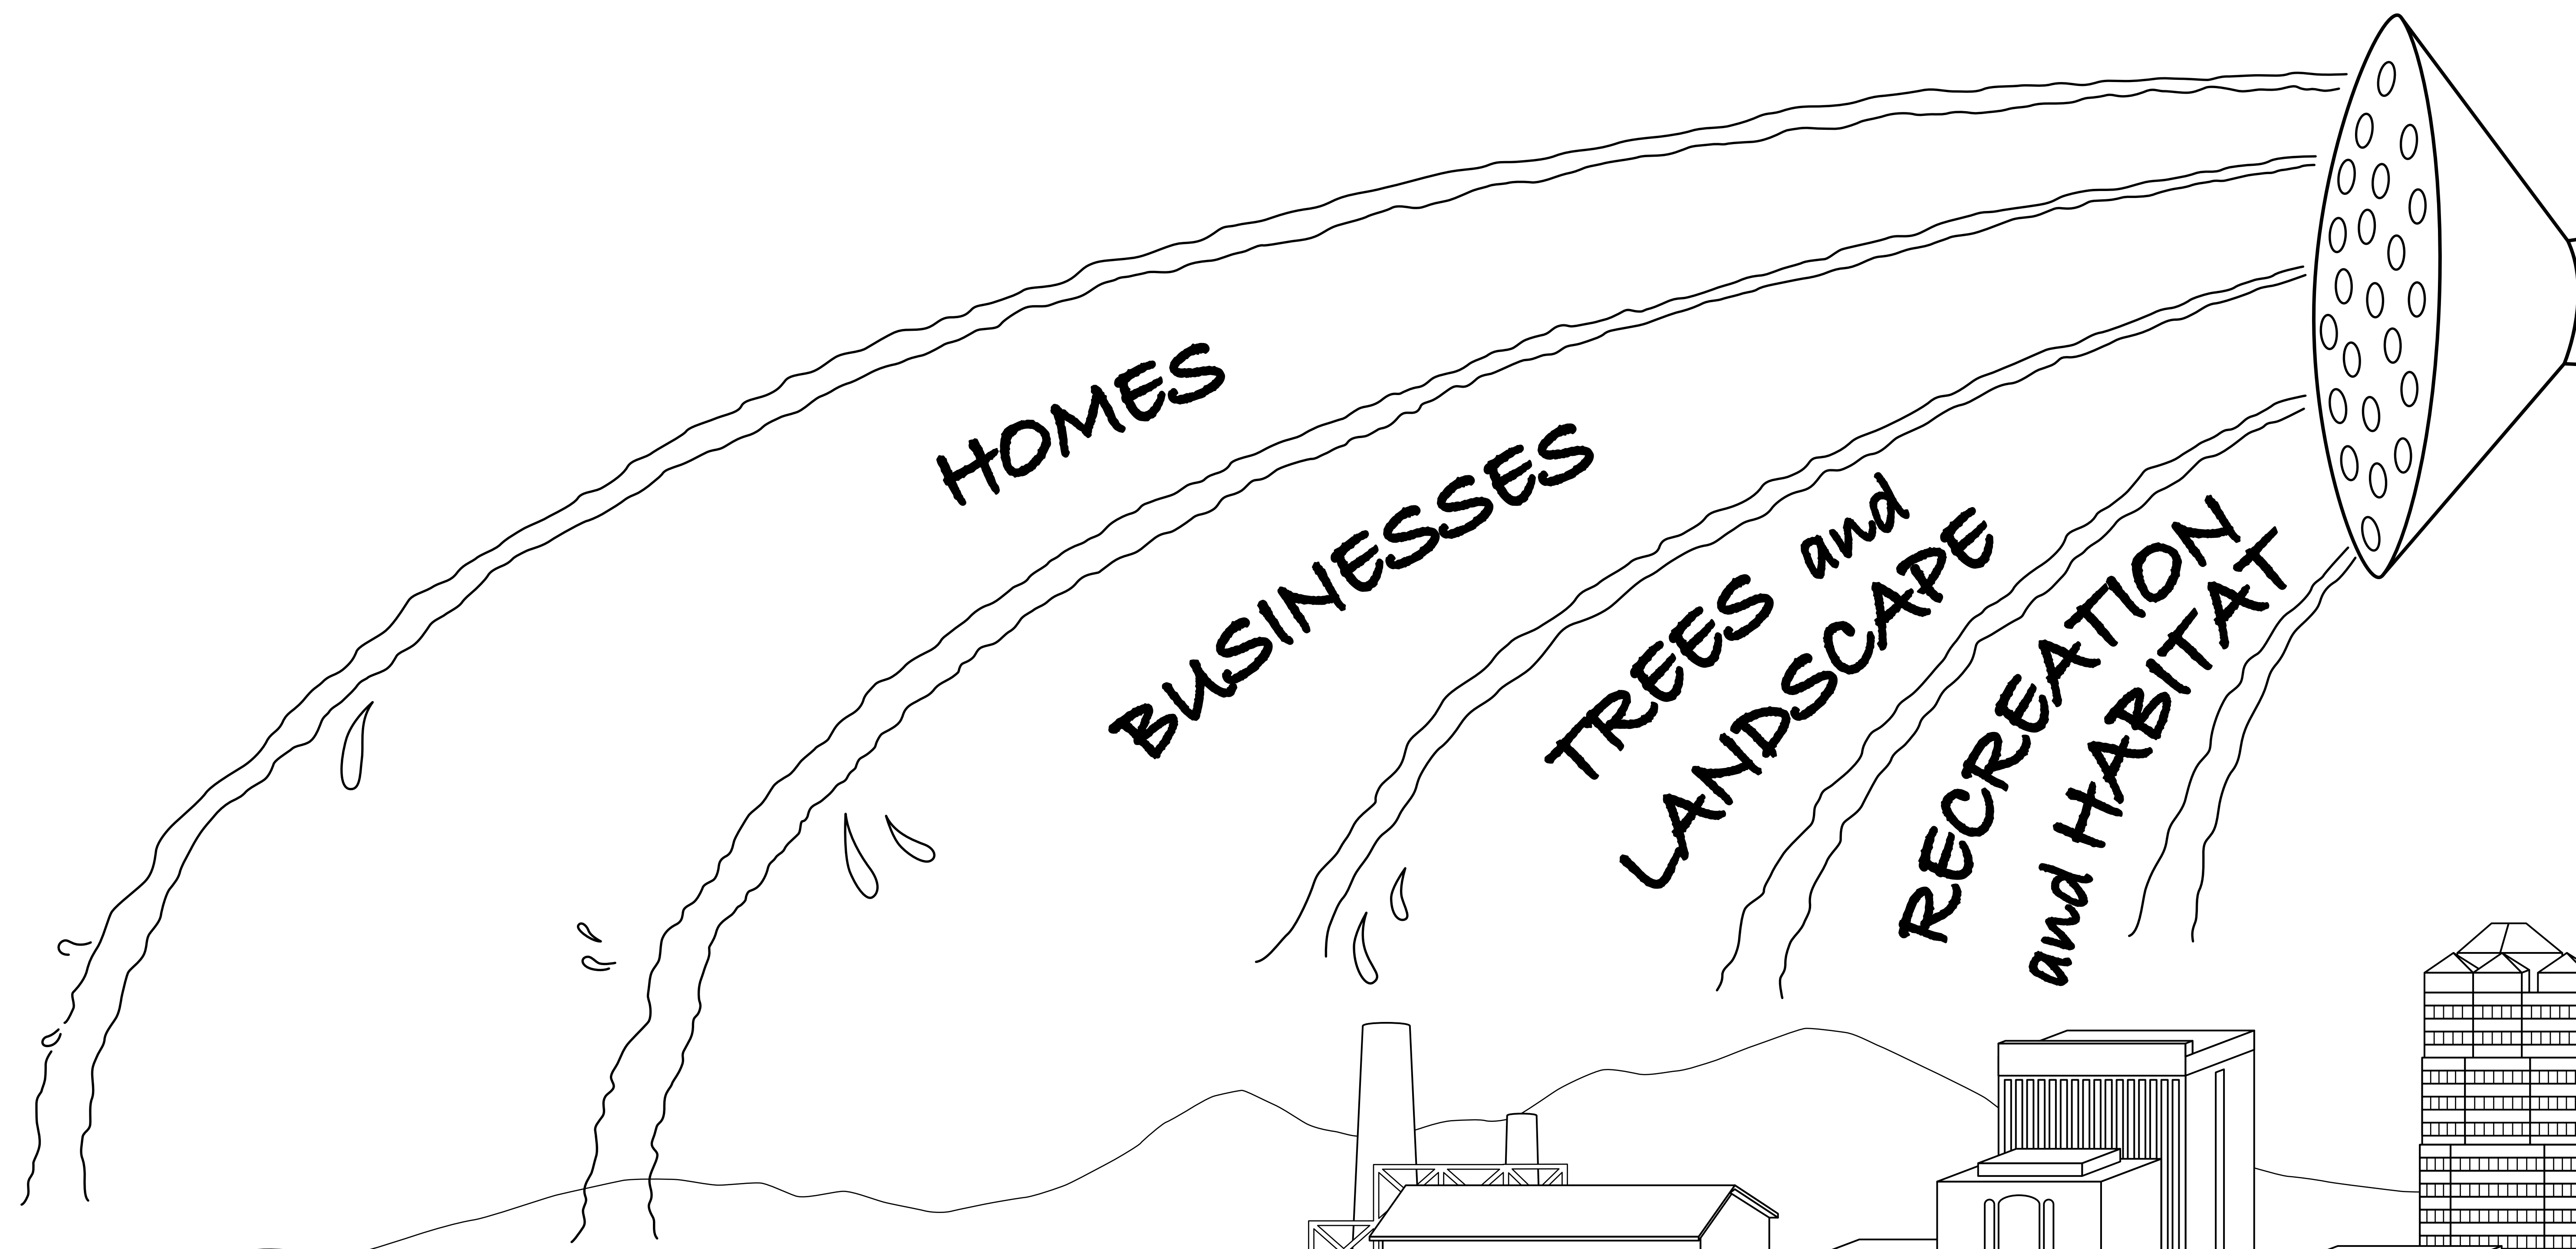 HOMES
BUSINESSES
TREES and
LANDSCAPE
RECREATION
and HABITAT